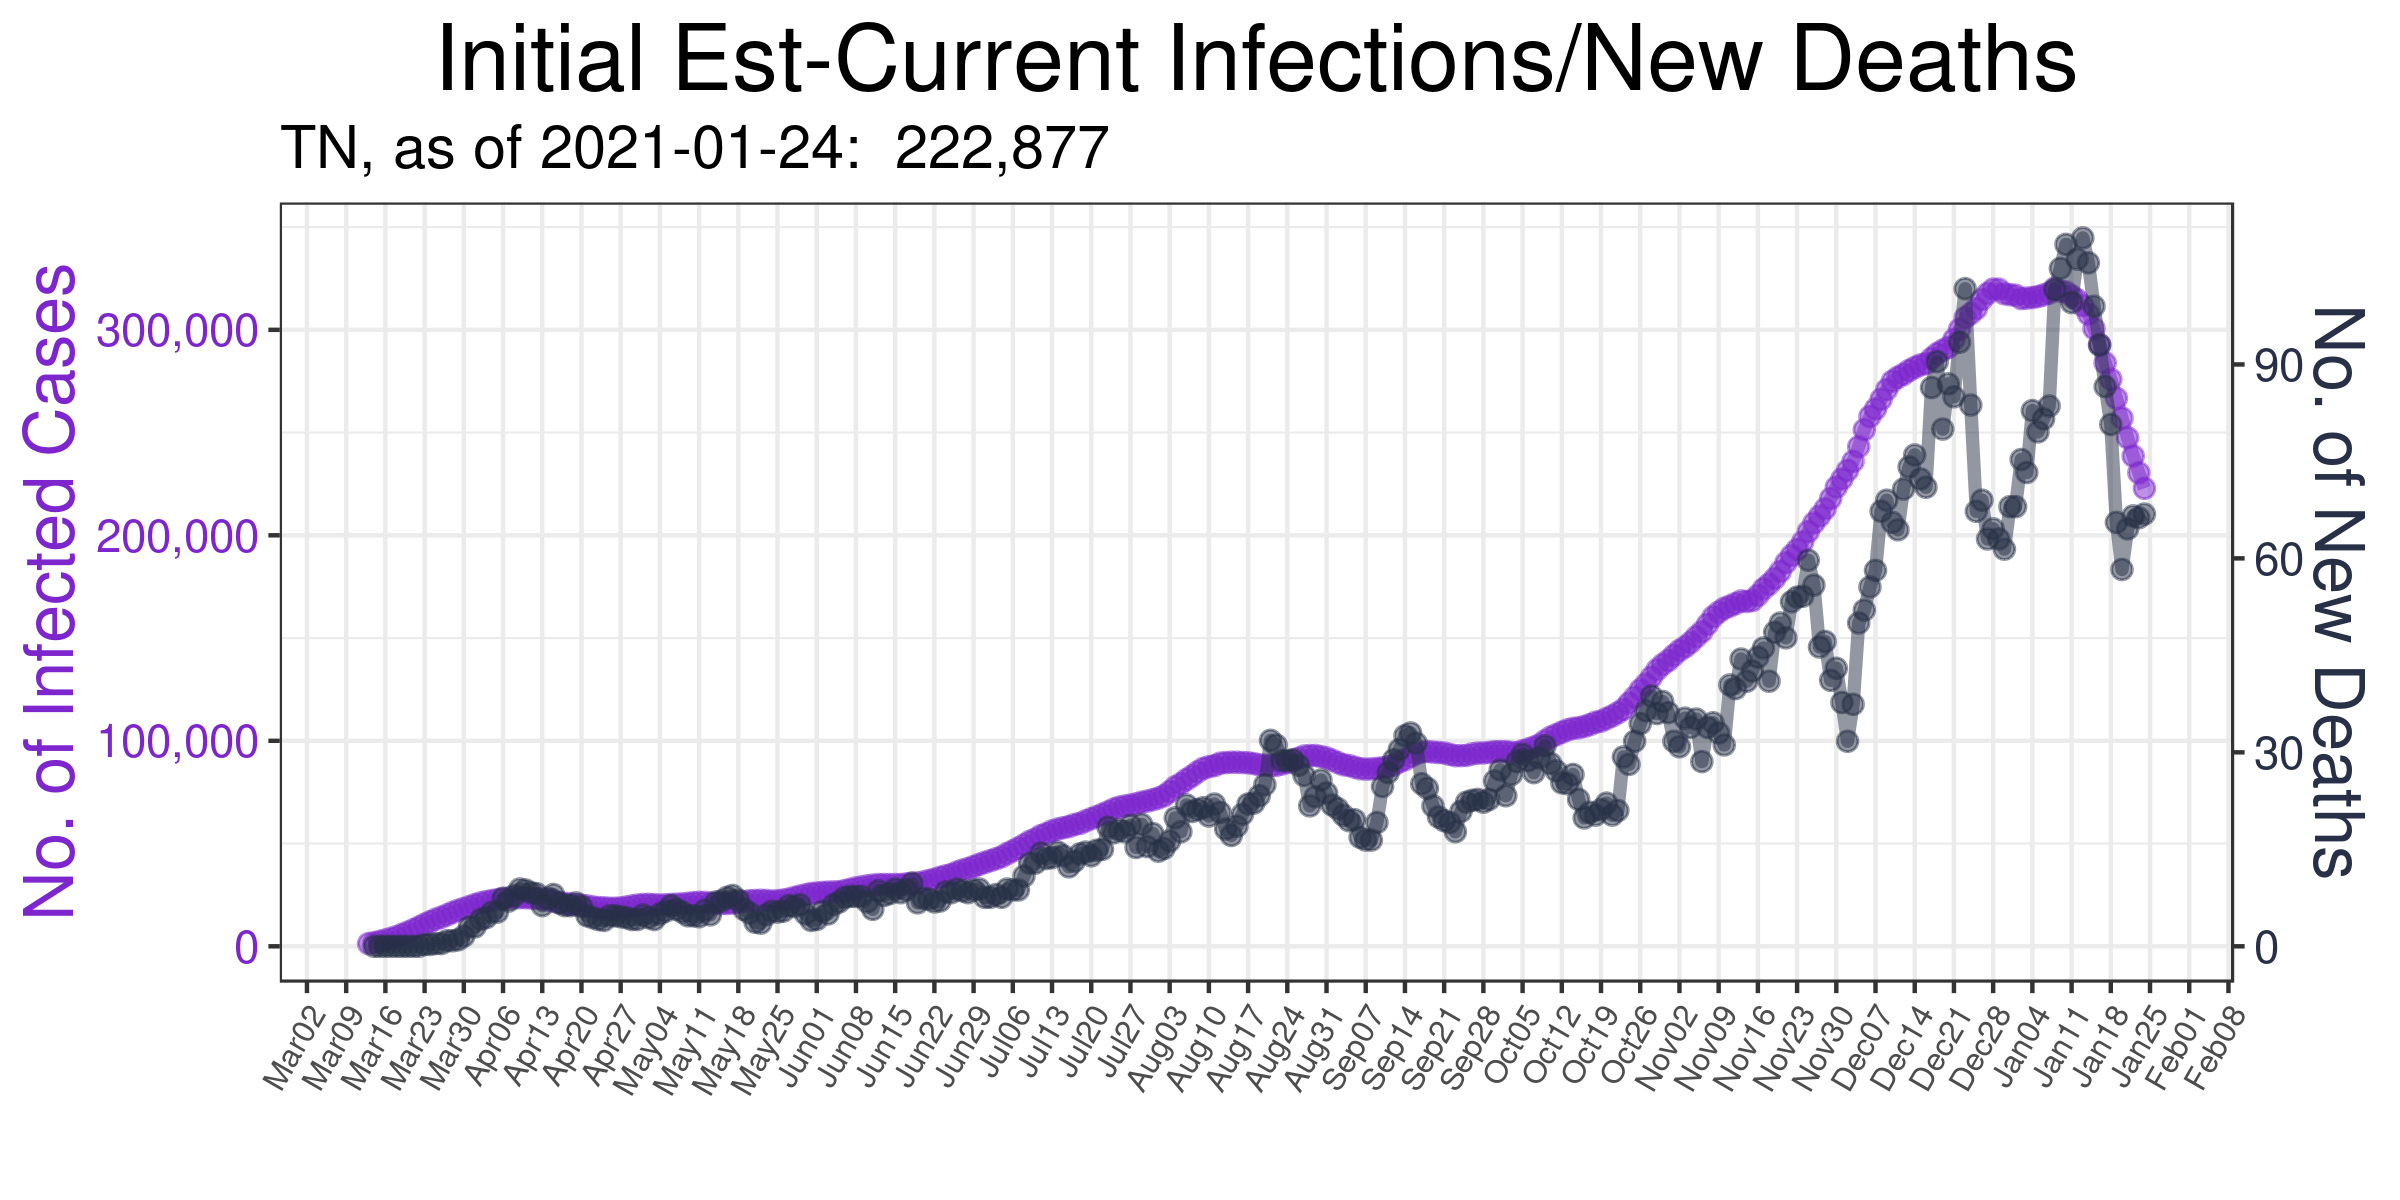 Initial Est-Current Infections/New Deaths
TN, as of 2021-01-24:  222,877
No. of Infected Cases
300,000
200,000
100,000
0
90
60
30
0
No. of New Deaths
Mar02
Mar09
Mar16
Mar23
Mar30
Apr06
Apr13
Apr20
Apr27
May04
May11
May18
May25
Jun01
Jun08
Jun15
Jun22
Jun29
Jul06
Jul13
Jul20
Jul27
Aug03
Aug10
Aug17
Aug24
Aug31
Sep07
Sep14
Sep21
Sep28
Oct05
Oct12
Oct19
Oct26
Nov02
Nov09
Nov16
Nov23
Nov30
Dec07
Dec14
Dec21
Dec28
Jan04
Jan11
Jan18
Jan25
Feb01
Feb08